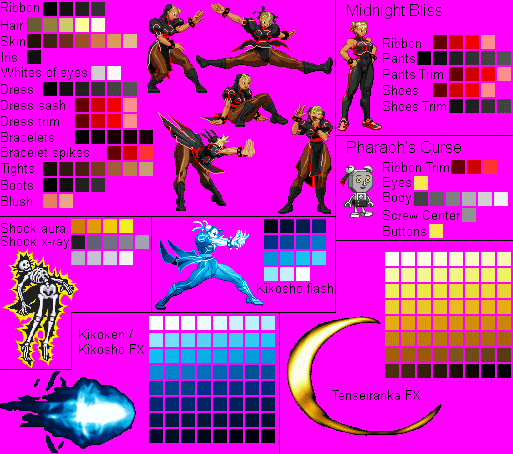 Ribbon
Hair
Skin
Iris
Whites of eyes
Dress
Dress sash
Dress trim
Bracelets
Bracelet spikes
Tights
Boots
Blush
Midnight Bliss
Ribbon
Pants
Pants Trim
Shoes
Shoes Trim
Pharaoh's Curse
Ribbon Trim
Eyes
Body
Screw Center
Buttons
Shock aura
Shock x-ray
Kikosho flash
Kikoken /
Kikosho FX
Tenseiranka FX